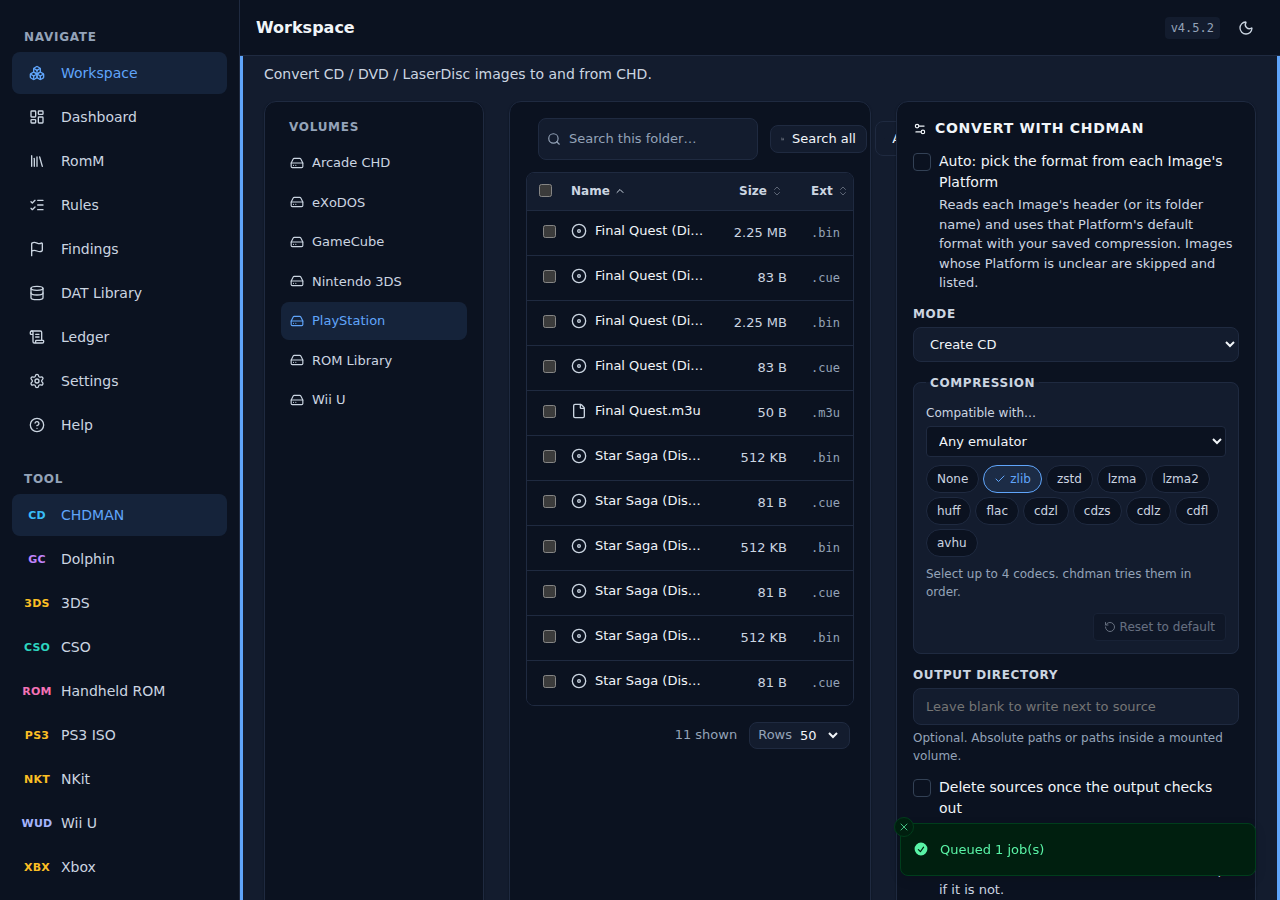 NAVIGATE
Workspace
Dashboard
RomM
Rules
Findings
DAT Library
Ledger
Settings
Help
TOOL
CD CHDMAN
GC Dolphin
3DS 3DS
CSO CSO
ROM Handheld ROM
PS3 PS3 ISO
NKT NKit
WUD Wii U
XBX Xbox
Workspace
v4.5.2
Convert CD / DVD / LaserDisc images to and from CHD.
VOLUMES
Arcade CHD
eXoDOS
GameCube
Nintendo 3DS
PlayStation
ROM Library
Wii U
Search this folder…
Search all
Name Size Ext
Final Quest (Di… 2.25 MB .bin
Final Quest (Di… 83 B .cue
Final Quest (Di… 2.25 MB .bin
Final Quest (Di… 83 B .cue
Final Quest.m3u 50 B .m3u
Star Saga (Dis… 512 KB .bin
Star Saga (Dis… 81 B .cue
Star Saga (Dis… 512 KB .bin
Star Saga (Dis… 81 B .cue
Star Saga (Dis… 512 KB .bin
Star Saga (Dis… 81 B .cue
11 shown Rows 50
CONVERT WITH CHDMAN
Auto: pick the format from each Image's
Platform
Reads each Image's header (or its folder
name) and uses that Platform's default
format with your saved compression. Images
whose Platform is unclear are skipped and
listed.
MODE
Create CD
COMPRESSION
Compatible with…
Any emulator
None zlib zstd lzma lzma2
huff flac cdzl cdzs cdlz cdfl
avhu
Select up to 4 codecs. chdman tries them in
order.
Reset to default
OUTPUT DIRECTORY
Leave blank to write next to source
Optional. Absolute paths or paths inside a mounted
volume.
Delete sources once the output checks
out
Queued 1 job(s)
if it is not.